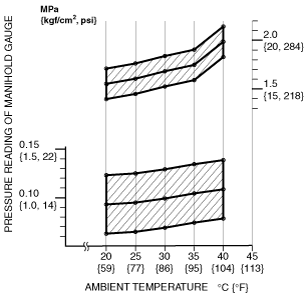 MPa
{kgf/cm², psi}
PRESSURE READING OF MANIHOLD GAUGE
2.0
{20, 284}
1.5
{15, 218}
0.15
{1.5, 22}
0.10
{1.0, 14}
20 25 30 35 40 45
{59} {77} {86} {95} {104} {113}
AMBIENT TEMPERATURE °C {°F}